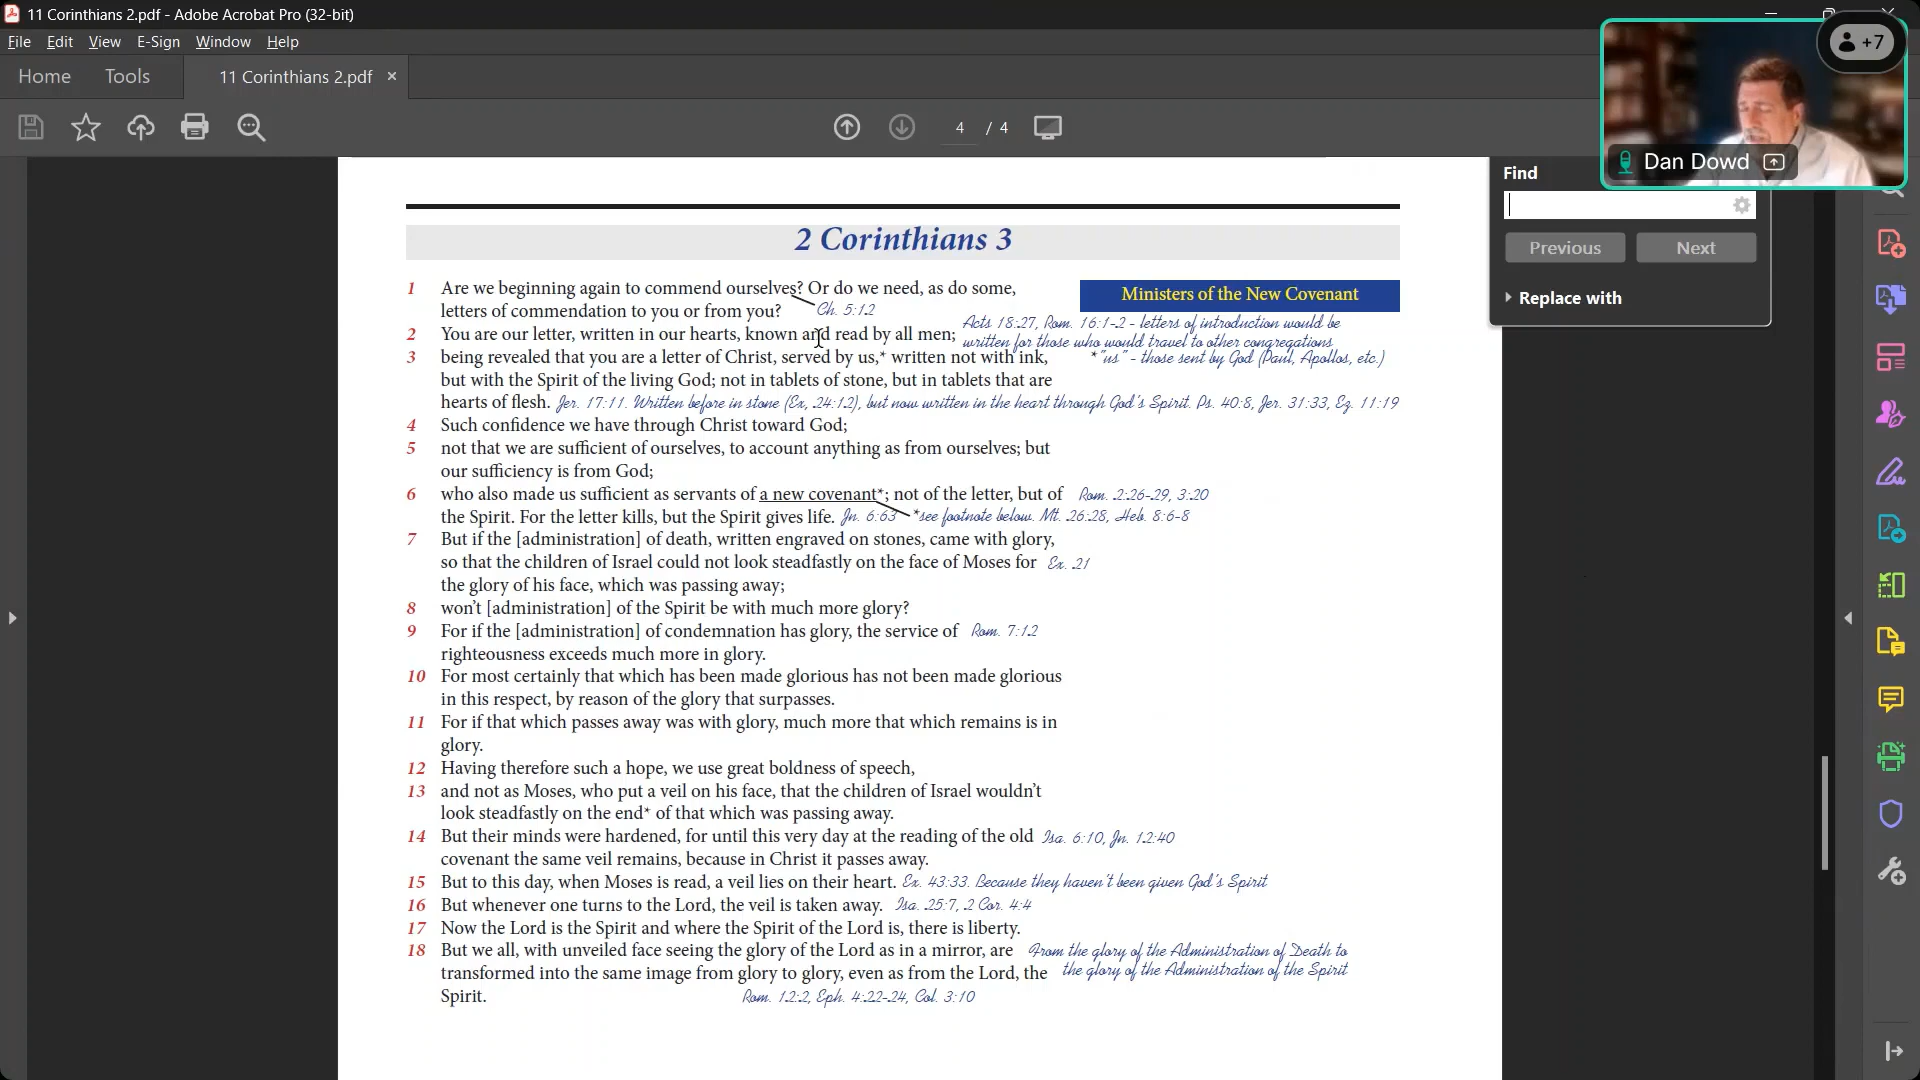 11 Corinthians 2.pdf - Adobe Acrobat Pro (32-bit)
File Edit View E-Sign Window Help
+7
Home Tools 11 Corinthians 2.pdf ×
4 / 4
Dan Dowd
Find
Previous Next
Replace with
2 Corinthians 3
1 Are we beginning again to commend ourselves? Or do we need, as do some,
Ministers of the New Covenant
letters of commendation to you or from you? Ch. 5:12
Acts 18:27, Rom. 16:1-2 - letters of introduction would be
2 You are our letter, written in our hearts, known and read by all men;
written for those who would travel to other congregations
3 being revealed that you are a letter of Christ, served by us,* written not with ink, *"us" - those sent by God (Paul, Apollos, etc.)
but with the Spirit of the living God; not in tablets of stone, but in tablets that are
hearts of flesh. Jer. 17:11. Written before in stone (Ex, 24:12), but now written in the heart through God's Spirit. Ps. 40:8, Jer. 31:33, Ez. 11:19
4 Such confidence we have through Christ toward God;
5 not that we are sufficient of ourselves, to account anything as from ourselves; but
our sufficiency is from God;
6 who also made us sufficient as servants of a new covenant*; not of the letter, but of Rom. 2:26-29, 3:20
the Spirit. For the letter kills, but the Spirit gives life. Jn. 6:63 *see footnote below. Mt. 26:28, Heb. 8:6-8
7 But if the [administration] of death, written engraved on stones, came with glory,
so that the children of Israel could not look steadfastly on the face of Moses for Ex. 21
the glory of his face, which was passing away;
8 won't [administration] of the Spirit be with much more glory?
9 For if the [administration] of condemnation has glory, the service of Rom. 7:12
righteousness exceeds much more in glory.
10 For most certainly that which has been made glorious has not been made glorious
in this respect, by reason of the glory that surpasses.
11 For if that which passes away was with glory, much more that which remains is in
glory.
12 Having therefore such a hope, we use great boldness of speech,
13 and not as Moses, who put a veil on his face, that the children of Israel wouldn't
look steadfastly on the end* of that which was passing away.
14 But their minds were hardened, for until this very day at the reading of the old Isa. 6:10, Jn. 12:40
covenant the same veil remains, because in Christ it passes away.
15 But to this day, when Moses is read, a veil lies on their heart. Ex. 43:33. Because they haven't been given God's Spirit
16 But whenever one turns to the Lord, the veil is taken away. Isa. 25:7, 2 Cor. 4:4
17 Now the Lord is the Spirit and where the Spirit of the Lord is, there is liberty.
18 But we all, with unveiled face seeing the glory of the Lord as in a mirror, are From the glory of the Administration of Death to
transformed into the same image from glory to glory, even as from the Lord, the the glory of the Administration of the Spirit
Spirit. Rom. 12:2, Eph. 4:22-24, Col. 3:10